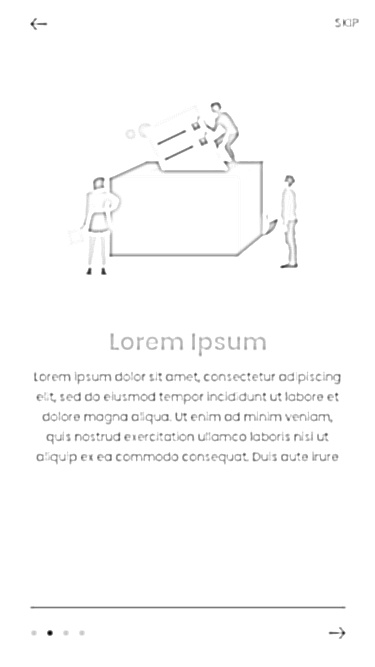 SKIP
Lorem Ipsum
Lorem ipsum dolor sit amet, consectetur adipiscing
elit, sed do eiusmod tempor incididunt ut labore et
dolore magna aliqua. Ut enim ad minim veniam,
quis nostrud exercitation ullamco laboris nisi ut
aliquip ex ea commodo consequat. Duis aute irure